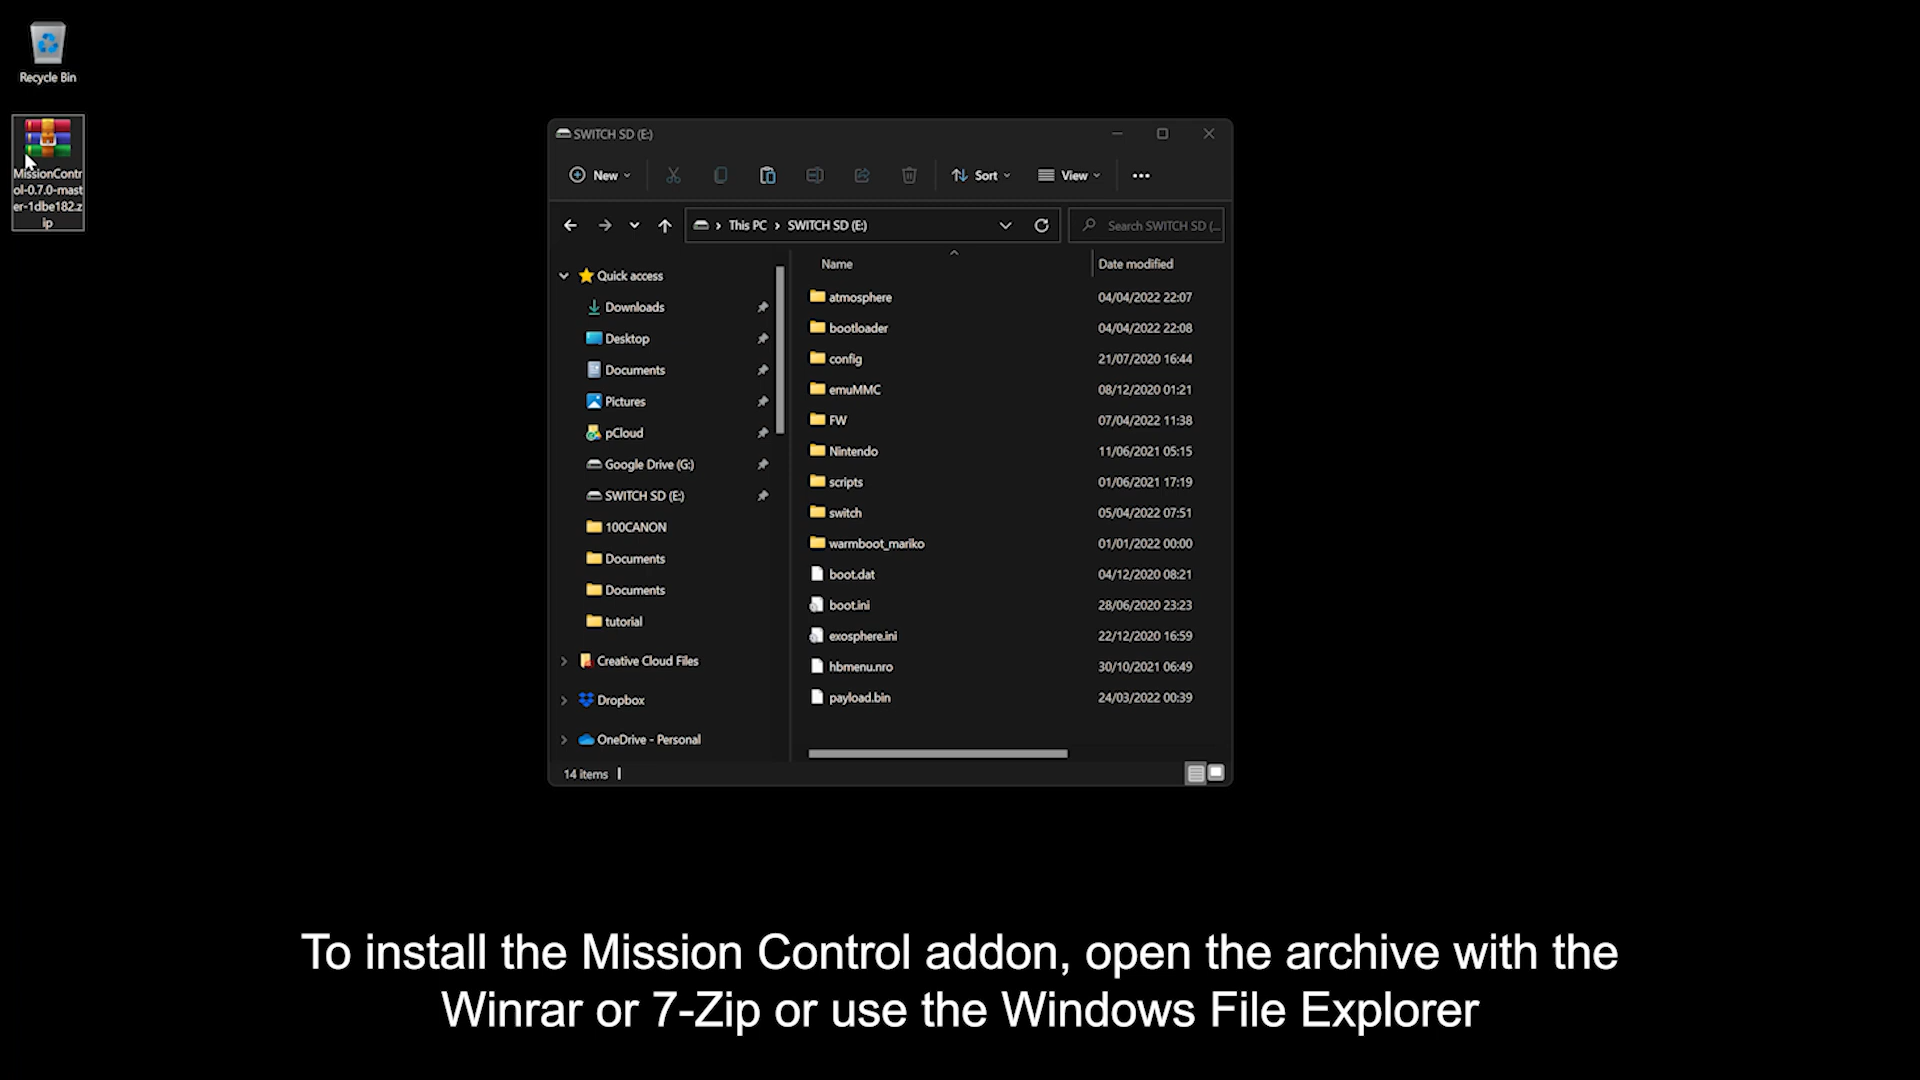 Recycle Bin
MissionContr
ol-0.7.0-mast
er-1dbe182.z
ip
SWITCH SD (E:)
New
Sort
View
This PC > SWITCH SD (E:)
Search SWITCH SD (...
Name Date modified
Quick access
Downloads
Desktop
Documents
Pictures
pCloud
Google Drive (G:)
SWITCH SD (E:)
100CANON
Documents
Documents
tutorial
Creative Cloud Files
Dropbox
OneDrive - Personal
atmosphere 04/04/2022 22:07
bootloader 04/04/2022 22:08
config 21/07/2020 16:44
emuMMC 08/12/2020 01:21
FW 07/04/2022 11:38
Nintendo 11/06/2021 05:15
scripts 01/06/2021 17:19
switch 05/04/2022 07:51
warmboot_mariko 01/01/2022 00:00
boot.dat 04/12/2020 08:21
boot.ini 28/06/2020 23:23
exosphere.ini 22/12/2020 16:59
hbmenu.nro 30/10/2021 06:49
payload.bin 24/03/2022 00:39
14 items
To install the Mission Control addon, open the archive with the
Winrar or 7-Zip or use the Windows File Explorer